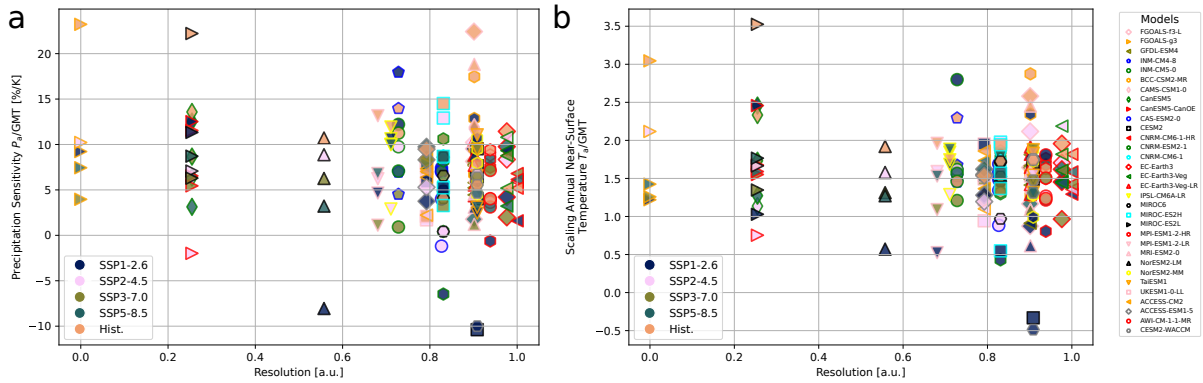 a
Precipitation Sensitivity Pa/GMT [%/K]
20
15
10
5
0
−5
−10
0.0
0.2
0.4
0.6
0.8
1.0
Resolution [a.u.]
SSP1-2.6
SSP2-4.5
SSP3-7.0
SSP5-8.5
Hist.
b
Scaling Annual Near-Surface
Temperature Ta/GMT
3.5
3.0
2.5
2.0
1.5
1.0
0.5
0.0
−0.5
0.0
0.2
0.4
0.6
0.8
1.0
Resolution [a.u.]
SSP1-2.6
SSP2-4.5
SSP3-7.0
SSP5-8.5
Hist.
Models
FGOALS-f3-L
FGOALS-g3
GFDL-ESM4
INM-CM4-8
INM-CM5-0
BCC-CSM2-MR
CAMS-CSM1-0
CanESM5
CanESM5-CanOE
CAS-ESM2-0
CESM2
CNRM-CM6-1-HR
CNRM-ESM2-1
CNRM-CM6-1
EC-Earth3
EC-Earth3-Veg
EC-Earth3-Veg-LR
IPSL-CM6A-LR
MIROC6
MIROC-ES2H
MIROC-ES2L
MPI-ESM1-2-HR
MPI-ESM1-2-LR
MRI-ESM2-0
NorESM2-LM
NorESM2-MM
TaiESM1
UKESM1-0-LL
ACCESS-CM2
ACCESS-ESM1-5
AWI-CM-1-1-MR
CESM2-WACCM